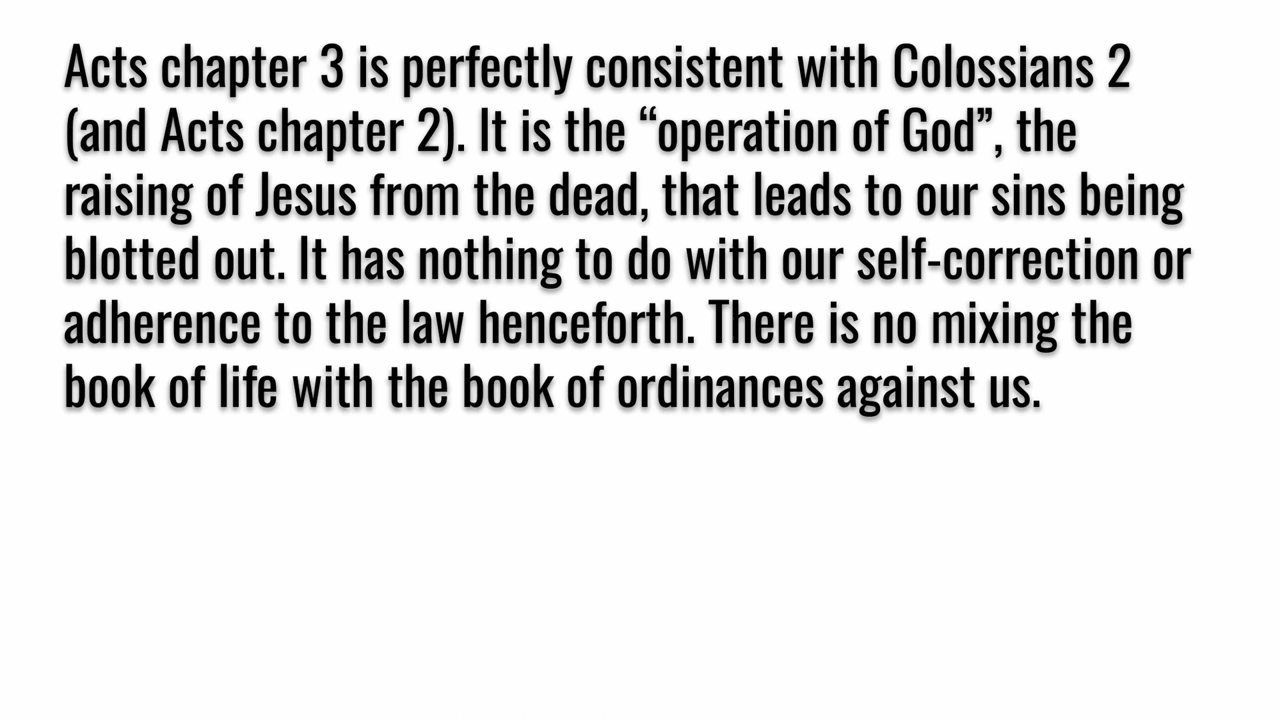 Acts chapter 3 is perfectly consistent with Colossians 2
(and Acts chapter 2). It is the “operation of God”, the
raising of Jesus from the dead, that leads to our sins being
blotted out. It has nothing to do with our self-correction or
adherence to the law henceforth. There is no mixing the
book of life with the book of ordinances against us.